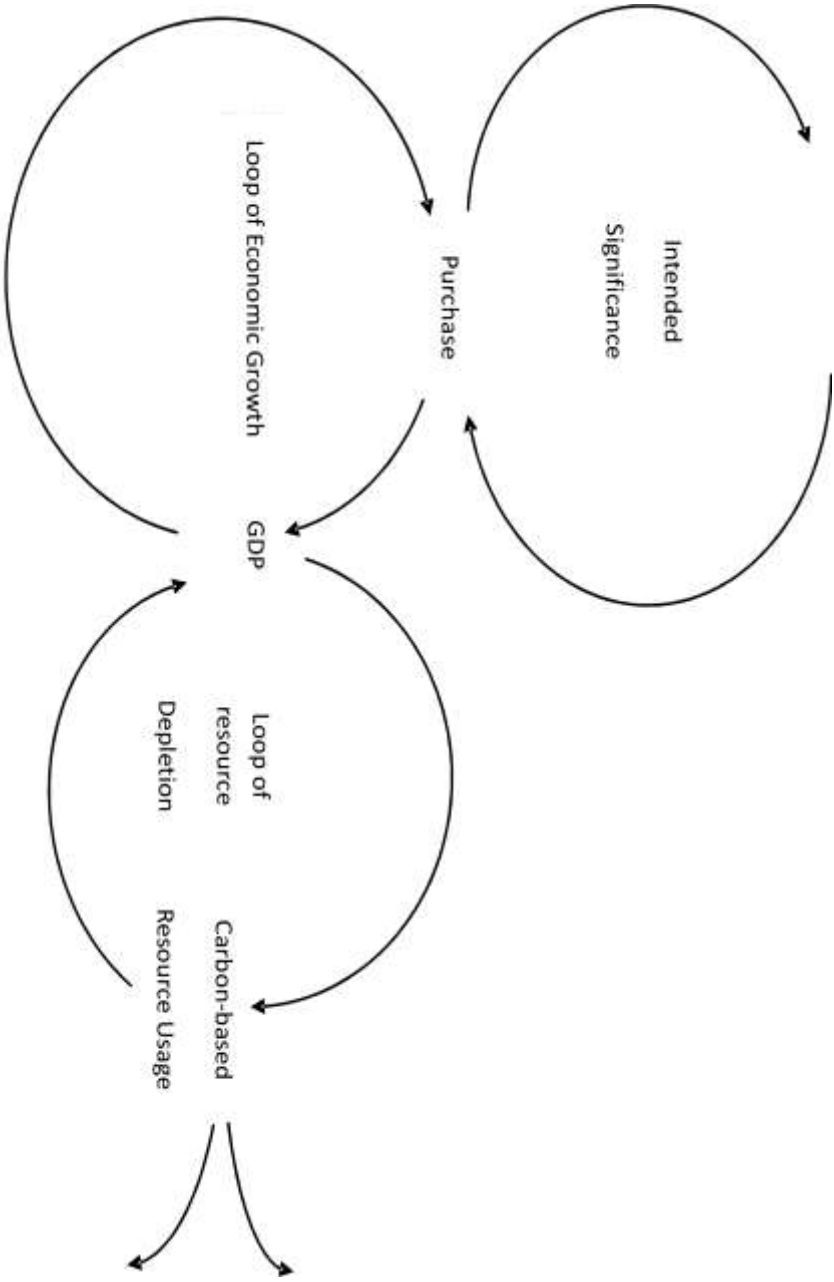 Intended
Significance
Purchase
Loop of Economic Growth
GDP
Loop of
resource
Depletion
Carbon-based
Resource Usage